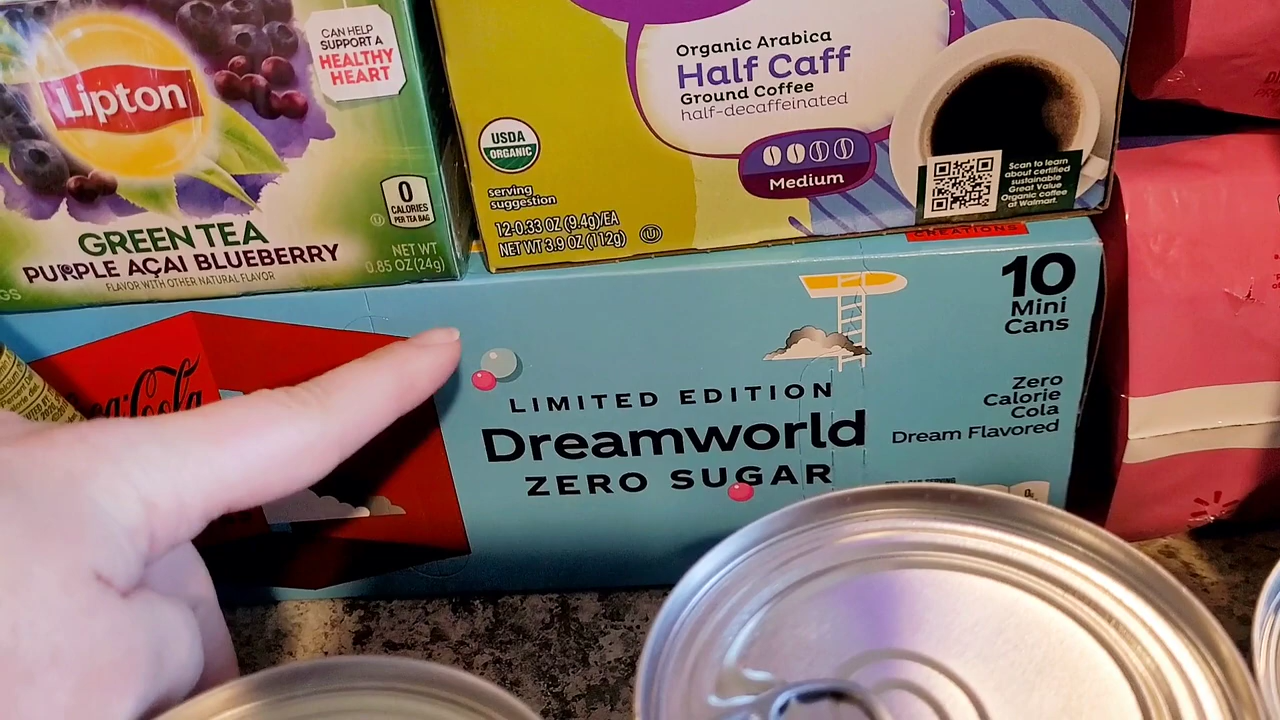 CAN HELP
SUPPORT A
HEALTHY
HEART
Lipton
0
CALORIES
PER TEA BAG
GREEN TEA
PURPLE AÇAI BLUEBERRY
FLAVOR WITH OTHER NATURAL FLAVOR
NET WT
0.85 OZ (24g)
GS
Organic Arabica
Half Caff
Ground Coffee
half-decaffeinated
Medium
USDA
ORGANIC
serving
suggestion
12-0.33 OZ (9.4g)/EA
NET WT 3.9 OZ (112g)
Scan to learn
about certified
sustainable
Great Value
Organic coffee
at Walmart.
CREATIONS
10
Mini
Cans
Zero
Calorie
Cola
Dream Flavored
LIMITED EDITION
Dreamworld
ZERO SUGAR
ca-Cola